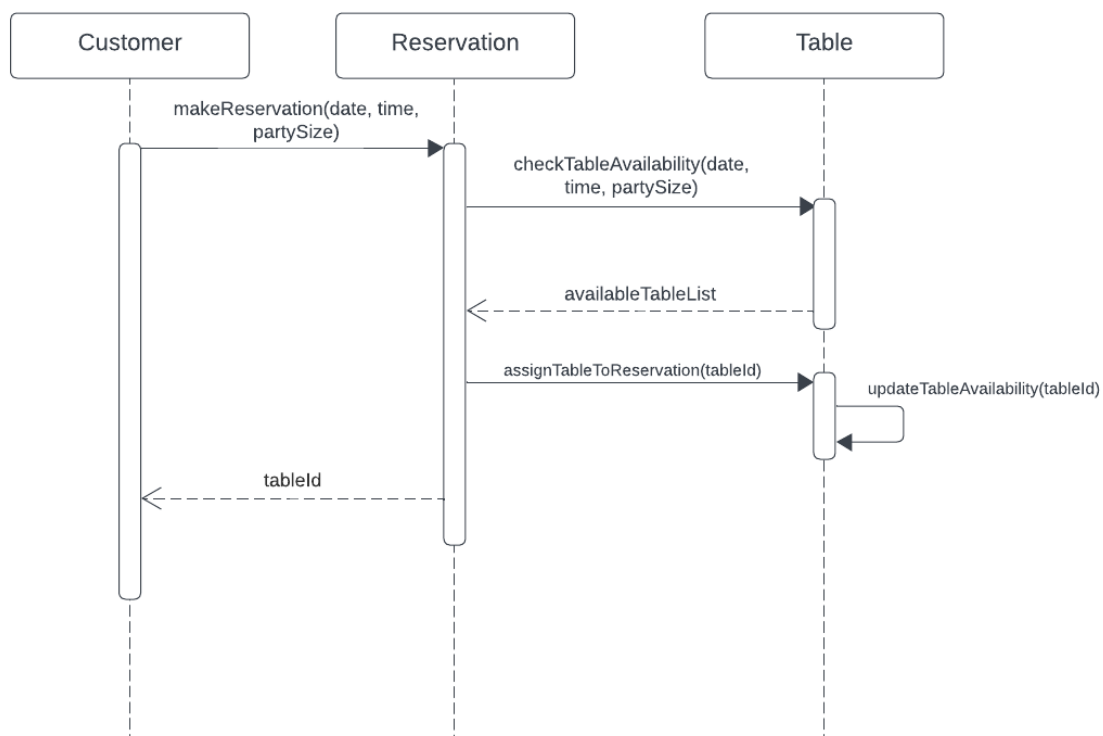 Customer
Reservation
Table
makeReservation(date, time,
partySize)
checkTableAvailability(date,
time, partySize)
availableTableList
assignTableToReservation(tableId)
updateTableAvailability(tableId)
tableId